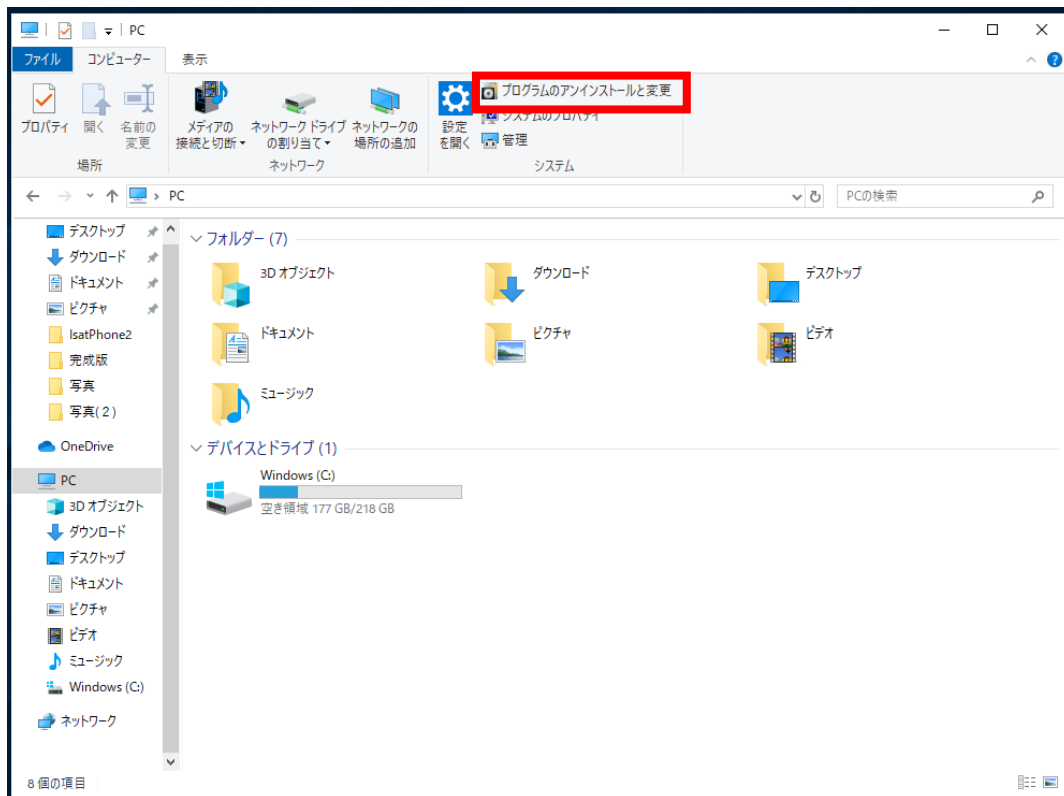 PC
ファイル
コンピューター
表示
プロパティ
開く
名前の
変更
場所
メディアの
接続と切断
ネットワーク ドライブ
の割り当て
ネットワークの
場所の追加
ネットワーク
設定
を開く
プログラムのアンインストールと変更
システムのプロパティ
管理
システム
PC
PCの検索
デスクトップ
ダウンロード
ドキュメント
ピクチャ
IsatPhone2
完成版
写真
写真(2)
OneDrive
PC
3D オブジェクト
ダウンロード
デスクトップ
ドキュメント
ピクチャ
ビデオ
ミュージック
Windows (C:)
ネットワーク
フォルダー (7)
3D オブジェクト
ダウンロード
デスクトップ
ドキュメント
ピクチャ
ビデオ
ミュージック
デバイスとドライブ (1)
Windows (C:)
空き領域 177 GB/218 GB
8 個の項目